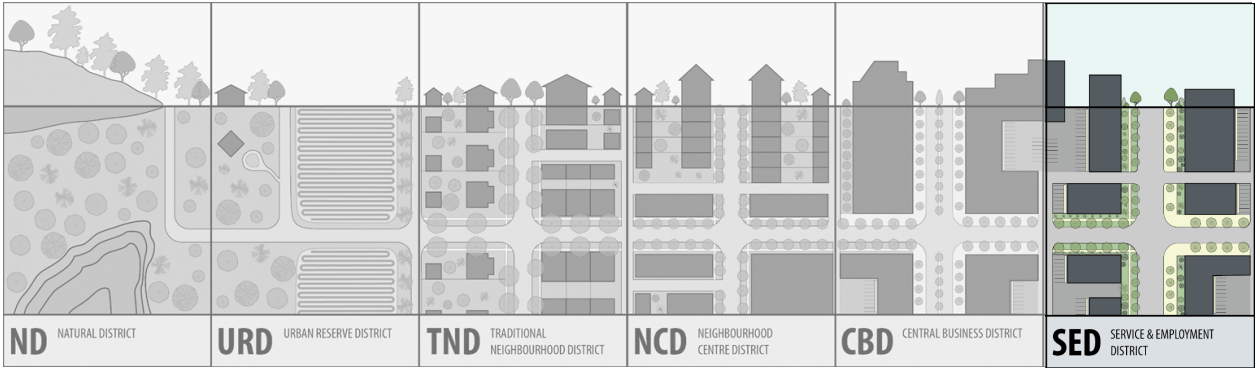 ND NATURAL DISTRICT
URD URBAN RESERVE DISTRICT
TND TRADITIONAL
NEIGHBOURHOOD DISTRICT
NCD NEIGHBOURHOOD
CENTRE DISTRICT
CBD CENTRAL BUSINESS DISTRICT
SED SERVICE & EMPLOYMENT
DISTRICT